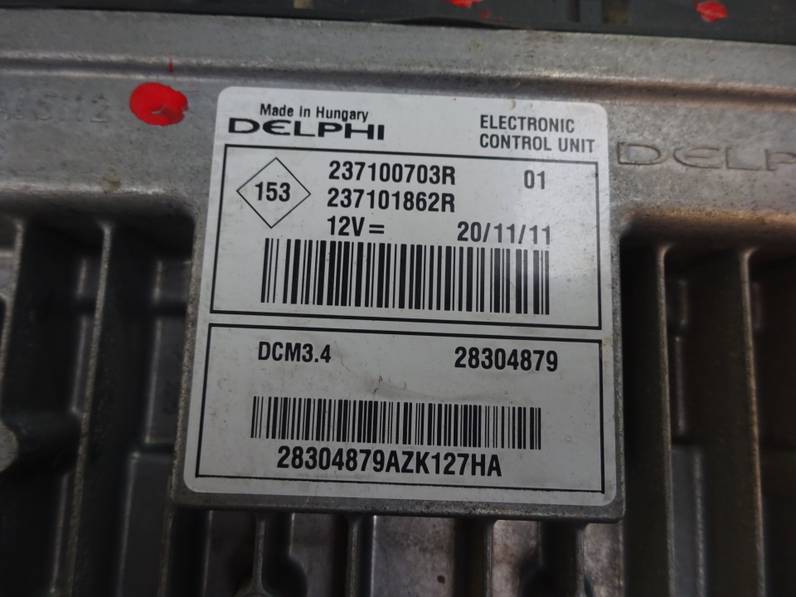 Made in Hungary
DELPHI
ELECTRONIC
CONTROL UNIT
DELPHI
153
237100703R 01
237101862R
12V= 20/11/11
DCM3.4 28304879
28304879AZK127HA